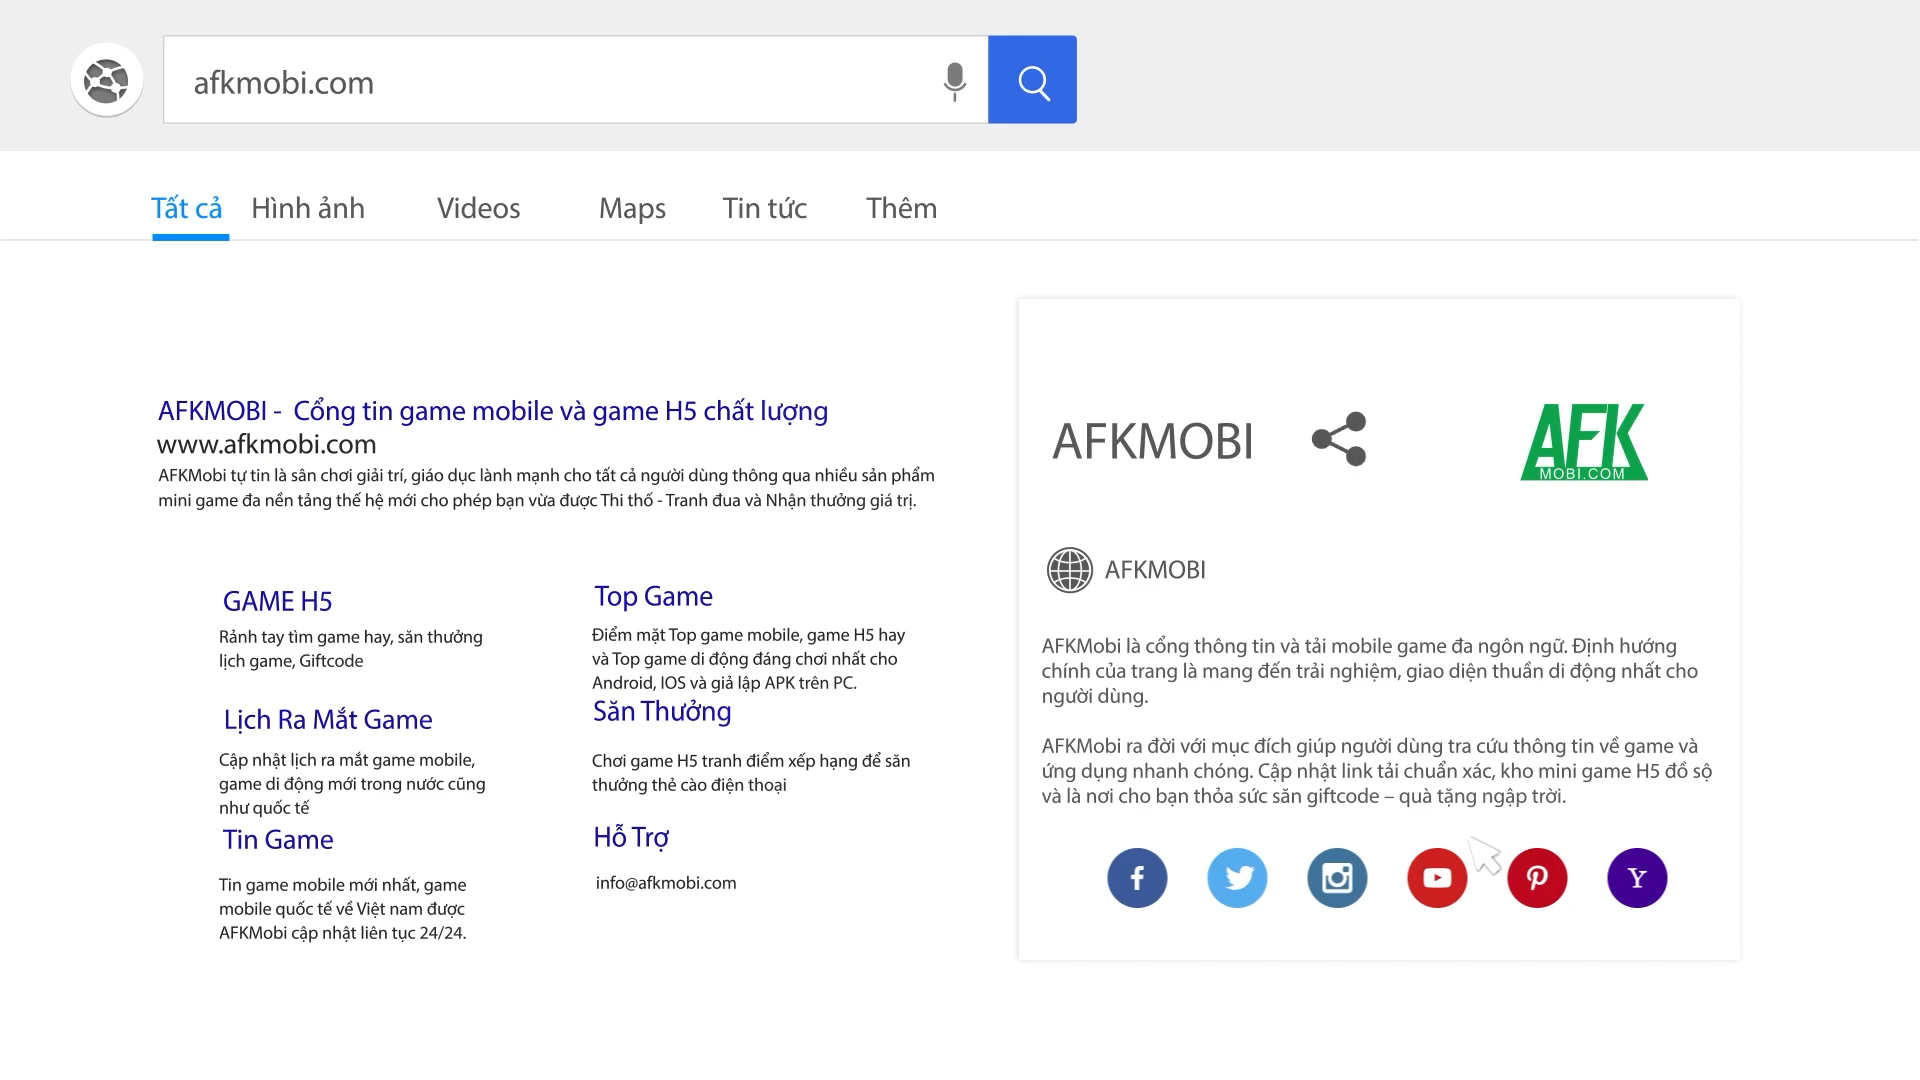 afkmobi.com
Tất cả
Hình ảnh
Videos
Maps
Tin tức
Thêm
AFKMOBI - Cổng tin game mobile và game H5 chất lượng
www.afkmobi.com
AFKMobi tự tin là sân chơi giải trí, giáo dục lành mạnh cho tất cả người dùng thông qua nhiều sản phẩm
mini game đa nền tảng thế hệ mới cho phép bạn vừa được Thi thố - Tranh đua và Nhận thưởng giá trị.
GAME H5
Rảnh tay tìm game hay, săn thưởng
lịch game, Giftcode
Lịch Ra Mắt Game
Cập nhật lịch ra mắt game mobile,
game di động mới trong nước cũng
như quốc tế
Tin Game
Tin game mobile mới nhất, game
mobile quốc tế về Việt nam được
AFKMobi cập nhật liên tục 24/24.
Top Game
Điểm mặt Top game mobile, game H5 hay
và Top game di động đáng chơi nhất cho
Android, IOS và giả lập APK trên PC.
Săn Thưởng
Chơi game H5 tranh điểm xếp hạng để săn
thưởng thẻ cào điện thoại
Hỗ Trợ
info@afkmobi.com
AFKMOBI
AFK
MOBI.COM
AFKMOBI
AFKMobi là cổng thông tin và tải mobile game đa ngôn ngữ. Định hướng
chính của trang là mang đến trải nghiệm, giao diện thuần di động nhất cho
người dùng.
AFKMobi ra đời với mục đích giúp người dùng tra cứu thông tin về game và
ứng dụng nhanh chóng. Cập nhật link tải chuẩn xác, kho mini game H5 đồ sộ
và là nơi cho bạn thỏa sức săn giftcode – quà tặng ngập trời.